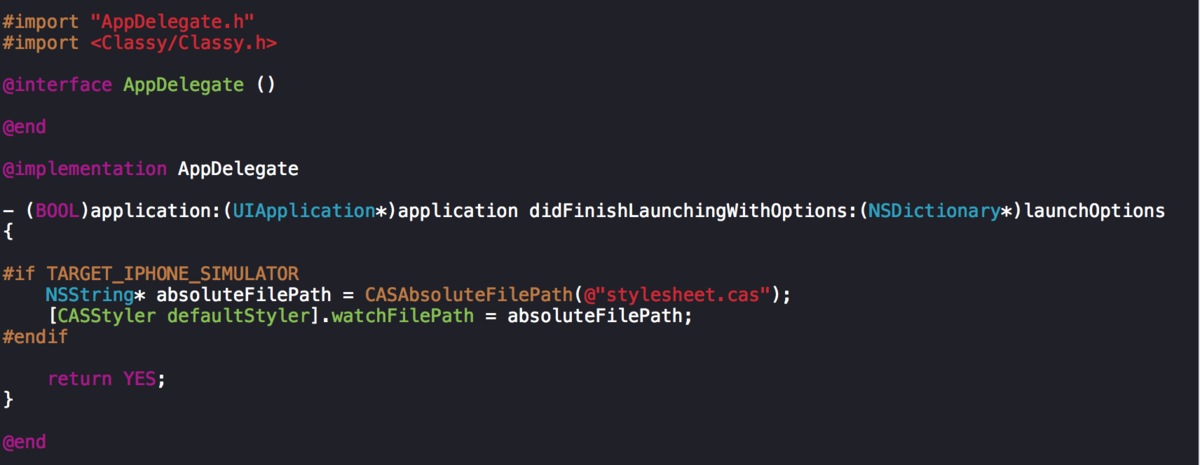 #import "AppDelegate.h"
#import <Classy/Classy.h>
@interface AppDelegate ()
@end
@implementation AppDelegate
- (BOOL)application:(UIApplication*)application didFinishLaunchingWithOptions:(NSDictionary*)launchOptions
{
#if TARGET_IPHONE_SIMULATOR
    NSString* absoluteFilePath = CASAbsoluteFilePath(@"stylesheet.cas");
    [CASStyler defaultStyler].watchFilePath = absoluteFilePath;
#endif
    return YES;
}
@end